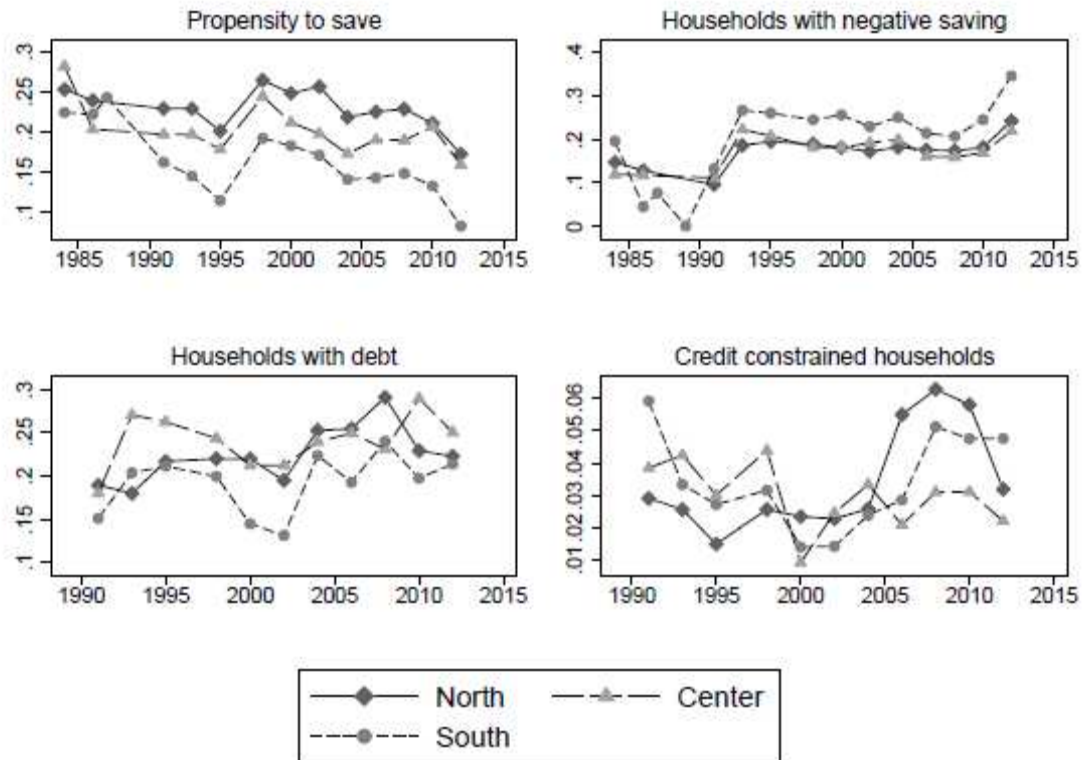 Propensity to save
.3
.25
.2
.15
.1
1985 1990 1995 2000 2005 2010 2015
Households with negative saving
.4
.3
.2
.1
0
1985 1990 1995 2000 2005 2010 2015
Households with debt
.3
.25
.2
.15
.1
1990 1995 2000 2005 2010 2015
Credit constrained households
.01.02.03.04.05.06
1990 1995 2000 2005 2010 2015
North Center
South